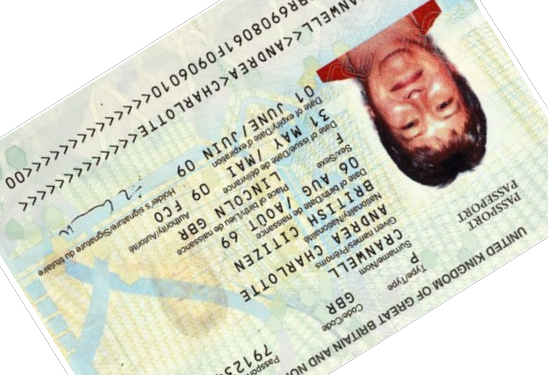 UNITED KINGDOM OF GREAT BRITAIN AND NO
PASSPORT
PASSPORT
Type/Type
Code/Code
Passpo
P
GBR
79123
Surname/Nom
CRANWELL
Given names/Prénoms
ANDREA CHARLOTTE
Nationality/Nationalité
BRITISH CITIZEN
Date of birth/Date de naissance
06 AUG /AOÛT 69
Sex/Sexe
Place of birth/Lieu de naissance
F
LINCOLN GBR
Date of issue/Date de délivrance
Authority/Autorité
31 MAY /MAI 09
FCO
Date of expiry/Date d'expiration
Holder's signature/Signature du titulaire
01 JUNE/JUIN 09
ANWELL<<ANDREA<CHARLOTTE<<<<<<<
BR6908061F0906010<<<<<<<<<<<<<<00